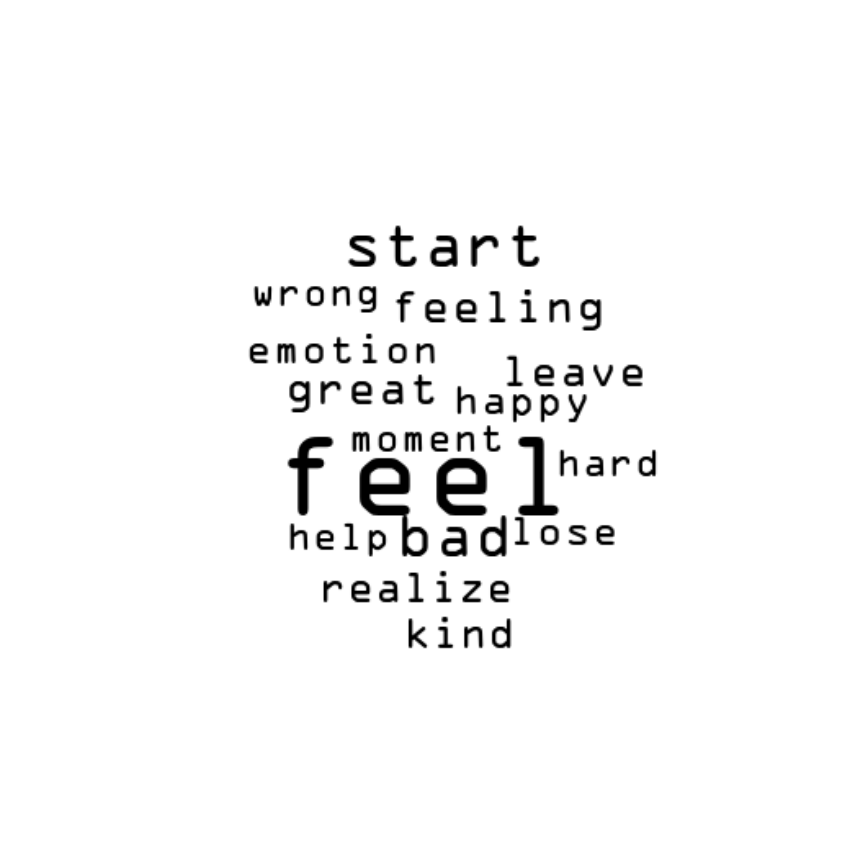 start
wrong feeling
emotion
leave
great happy
moment
feel hard
help bad lose
realize
kind